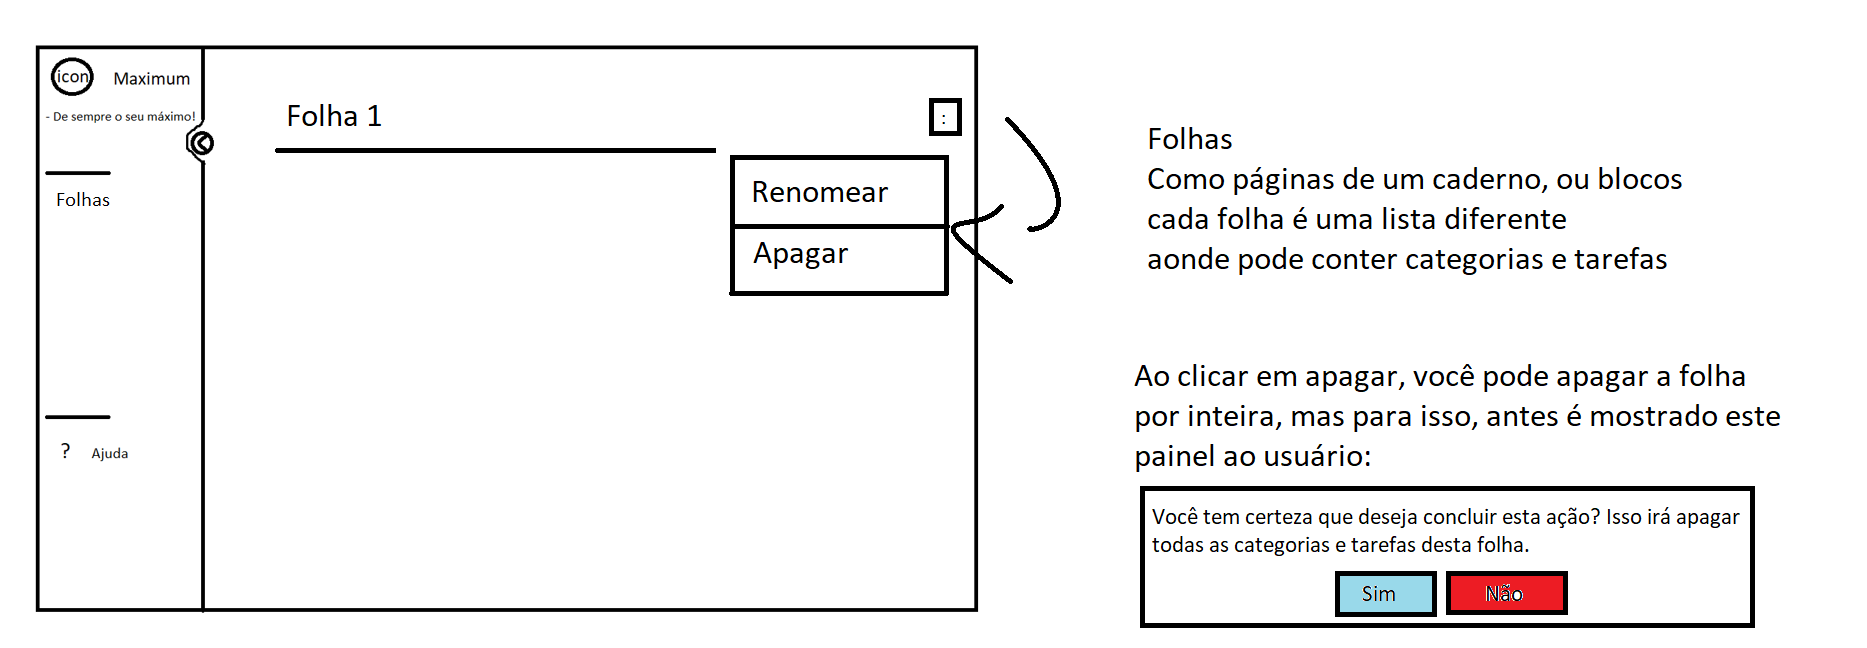 icon Maximum
- De sempre o seu máximo!
Folhas
? Ajuda
Folha 1
:
Renomear
Apagar
Folhas
Como páginas de um caderno, ou blocos
cada folha é uma lista diferente
aonde pode conter categorias e tarefas
Ao clicar em apagar, você pode apagar a folha
por inteira, mas para isso, antes é mostrado este
painel ao usuário:
Você tem certeza que deseja concluir esta ação? Isso irá apagar
todas as categorias e tarefas desta folha.
Sim Não